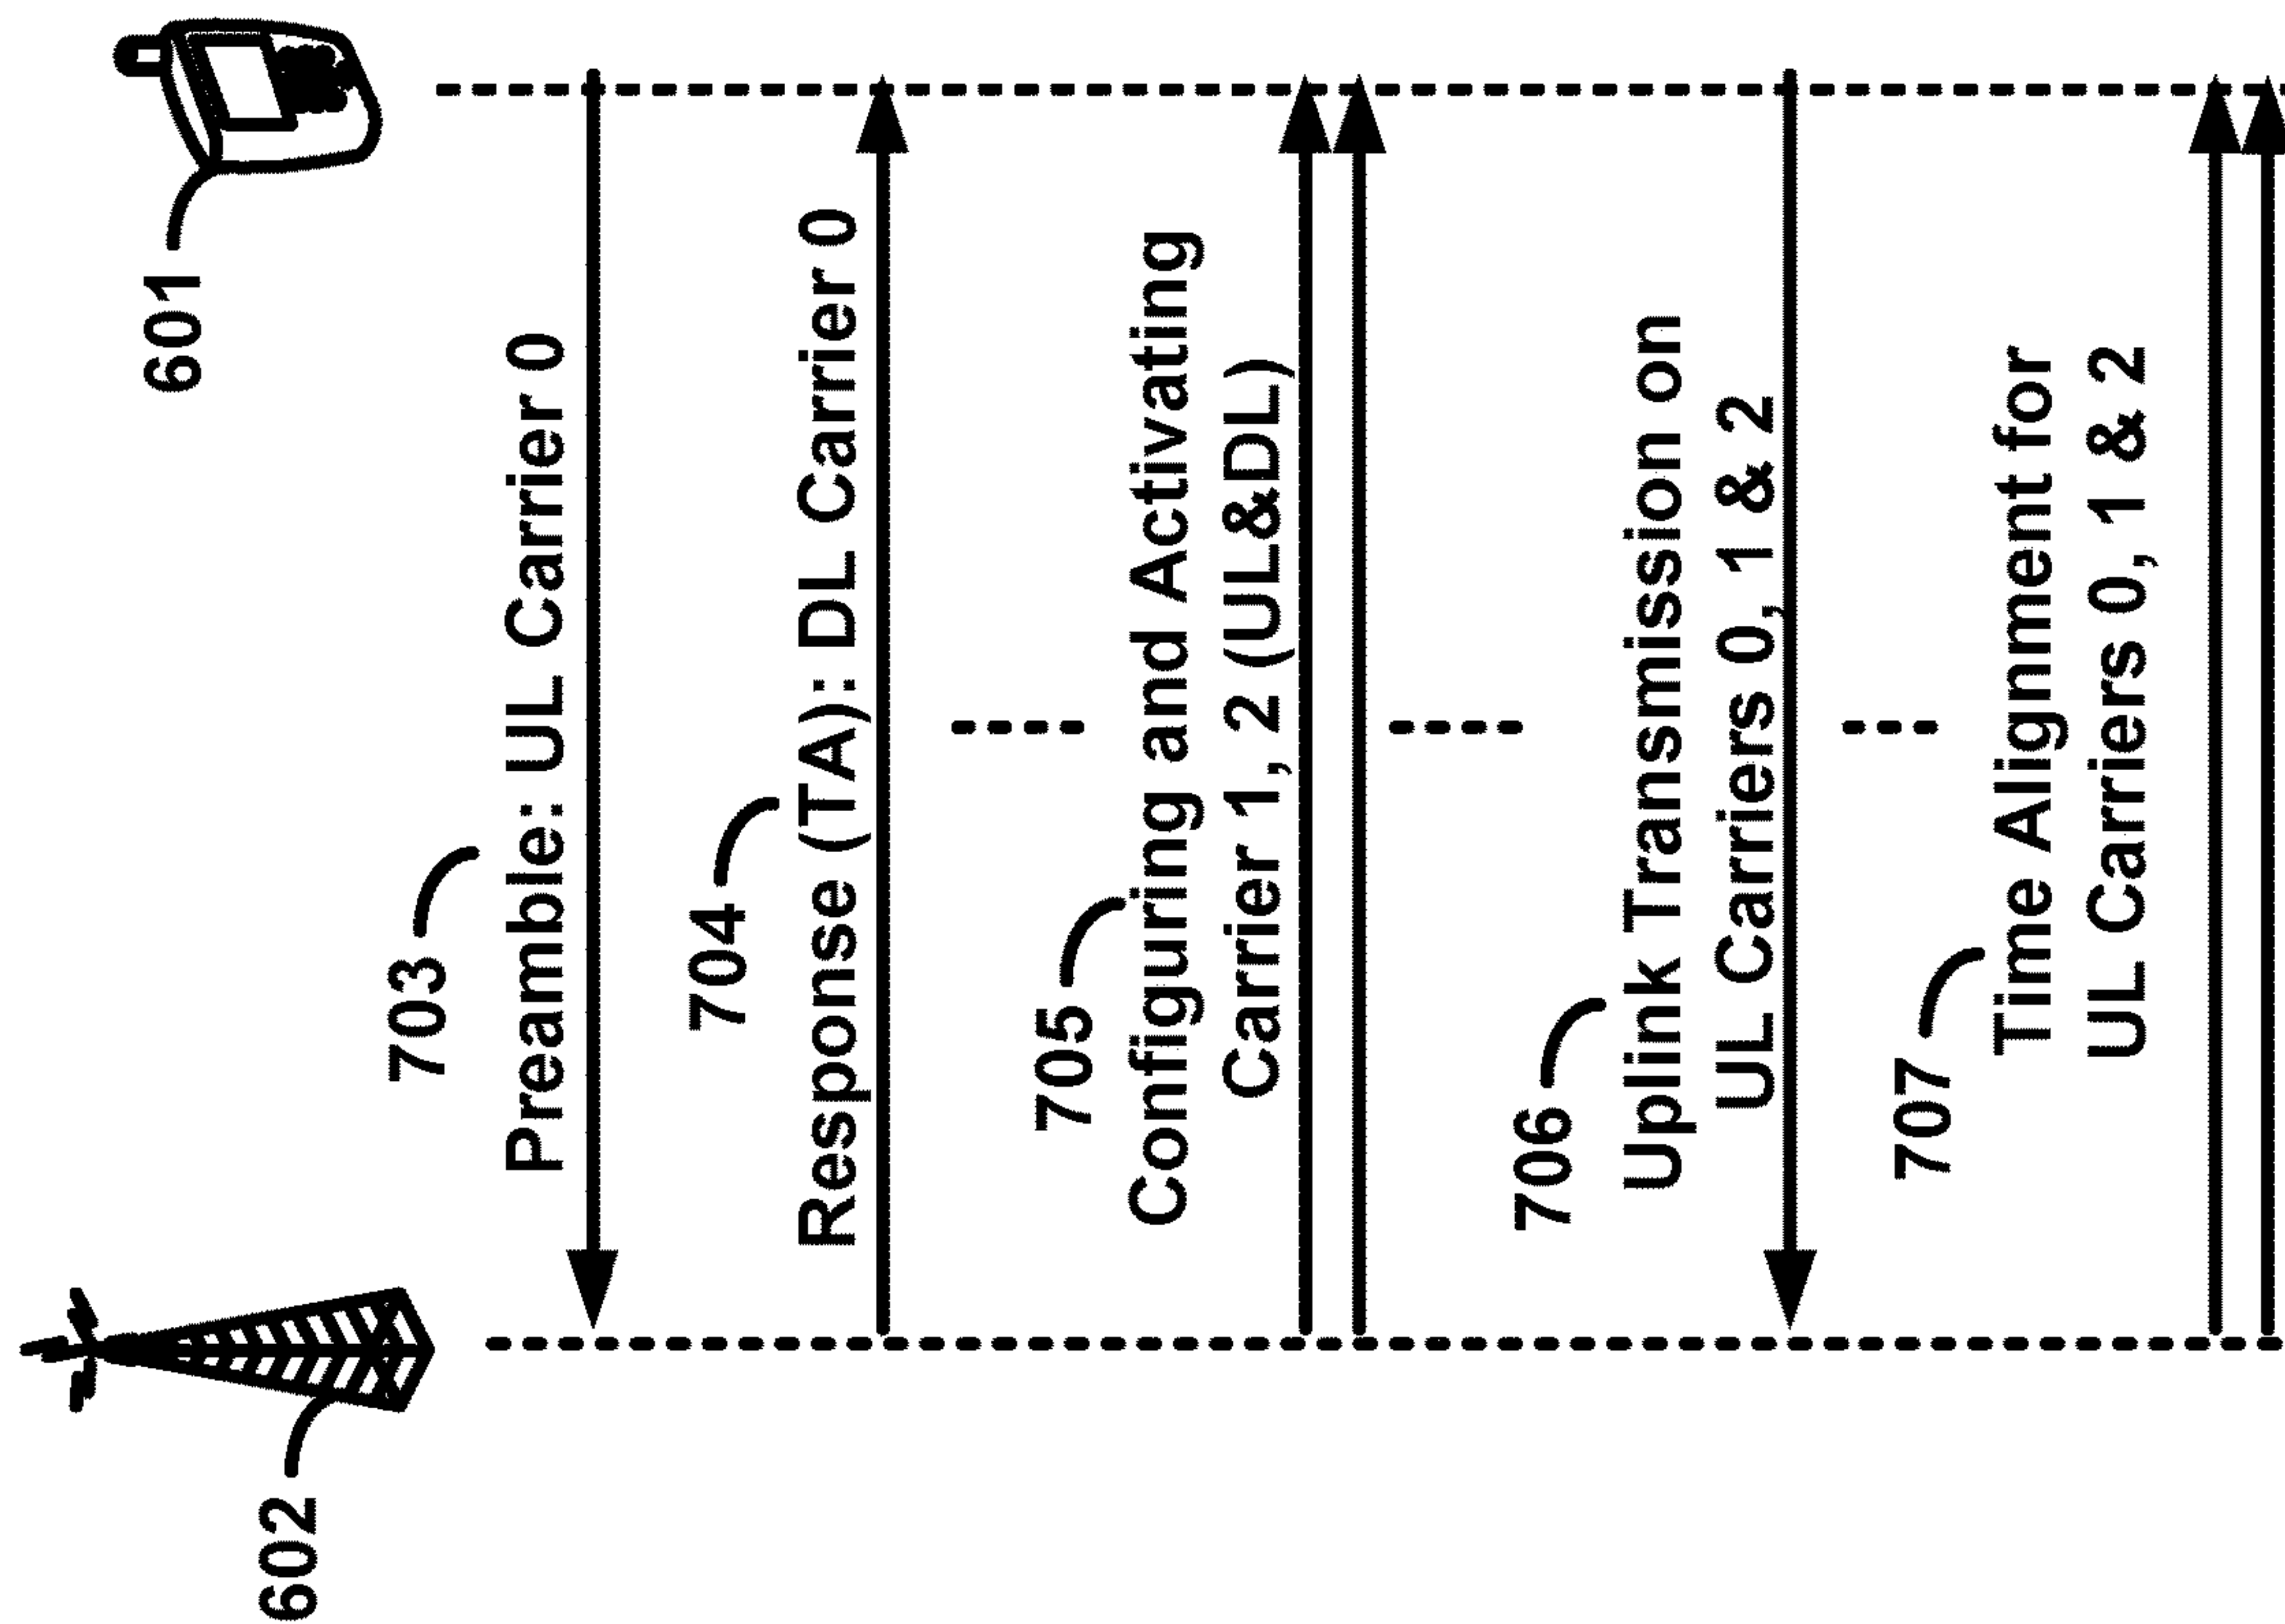 602
601
703
Preamble: UL Carrier 0
704
Response (TA): DL Carrier 0
705
Configuring and Activating
Carrier 1, 2 (UL&DL)
706
Uplink Transmission on
UL Carriers 0, 1 & 2
707
Time Alignment for
UL Carriers 0, 1 & 2